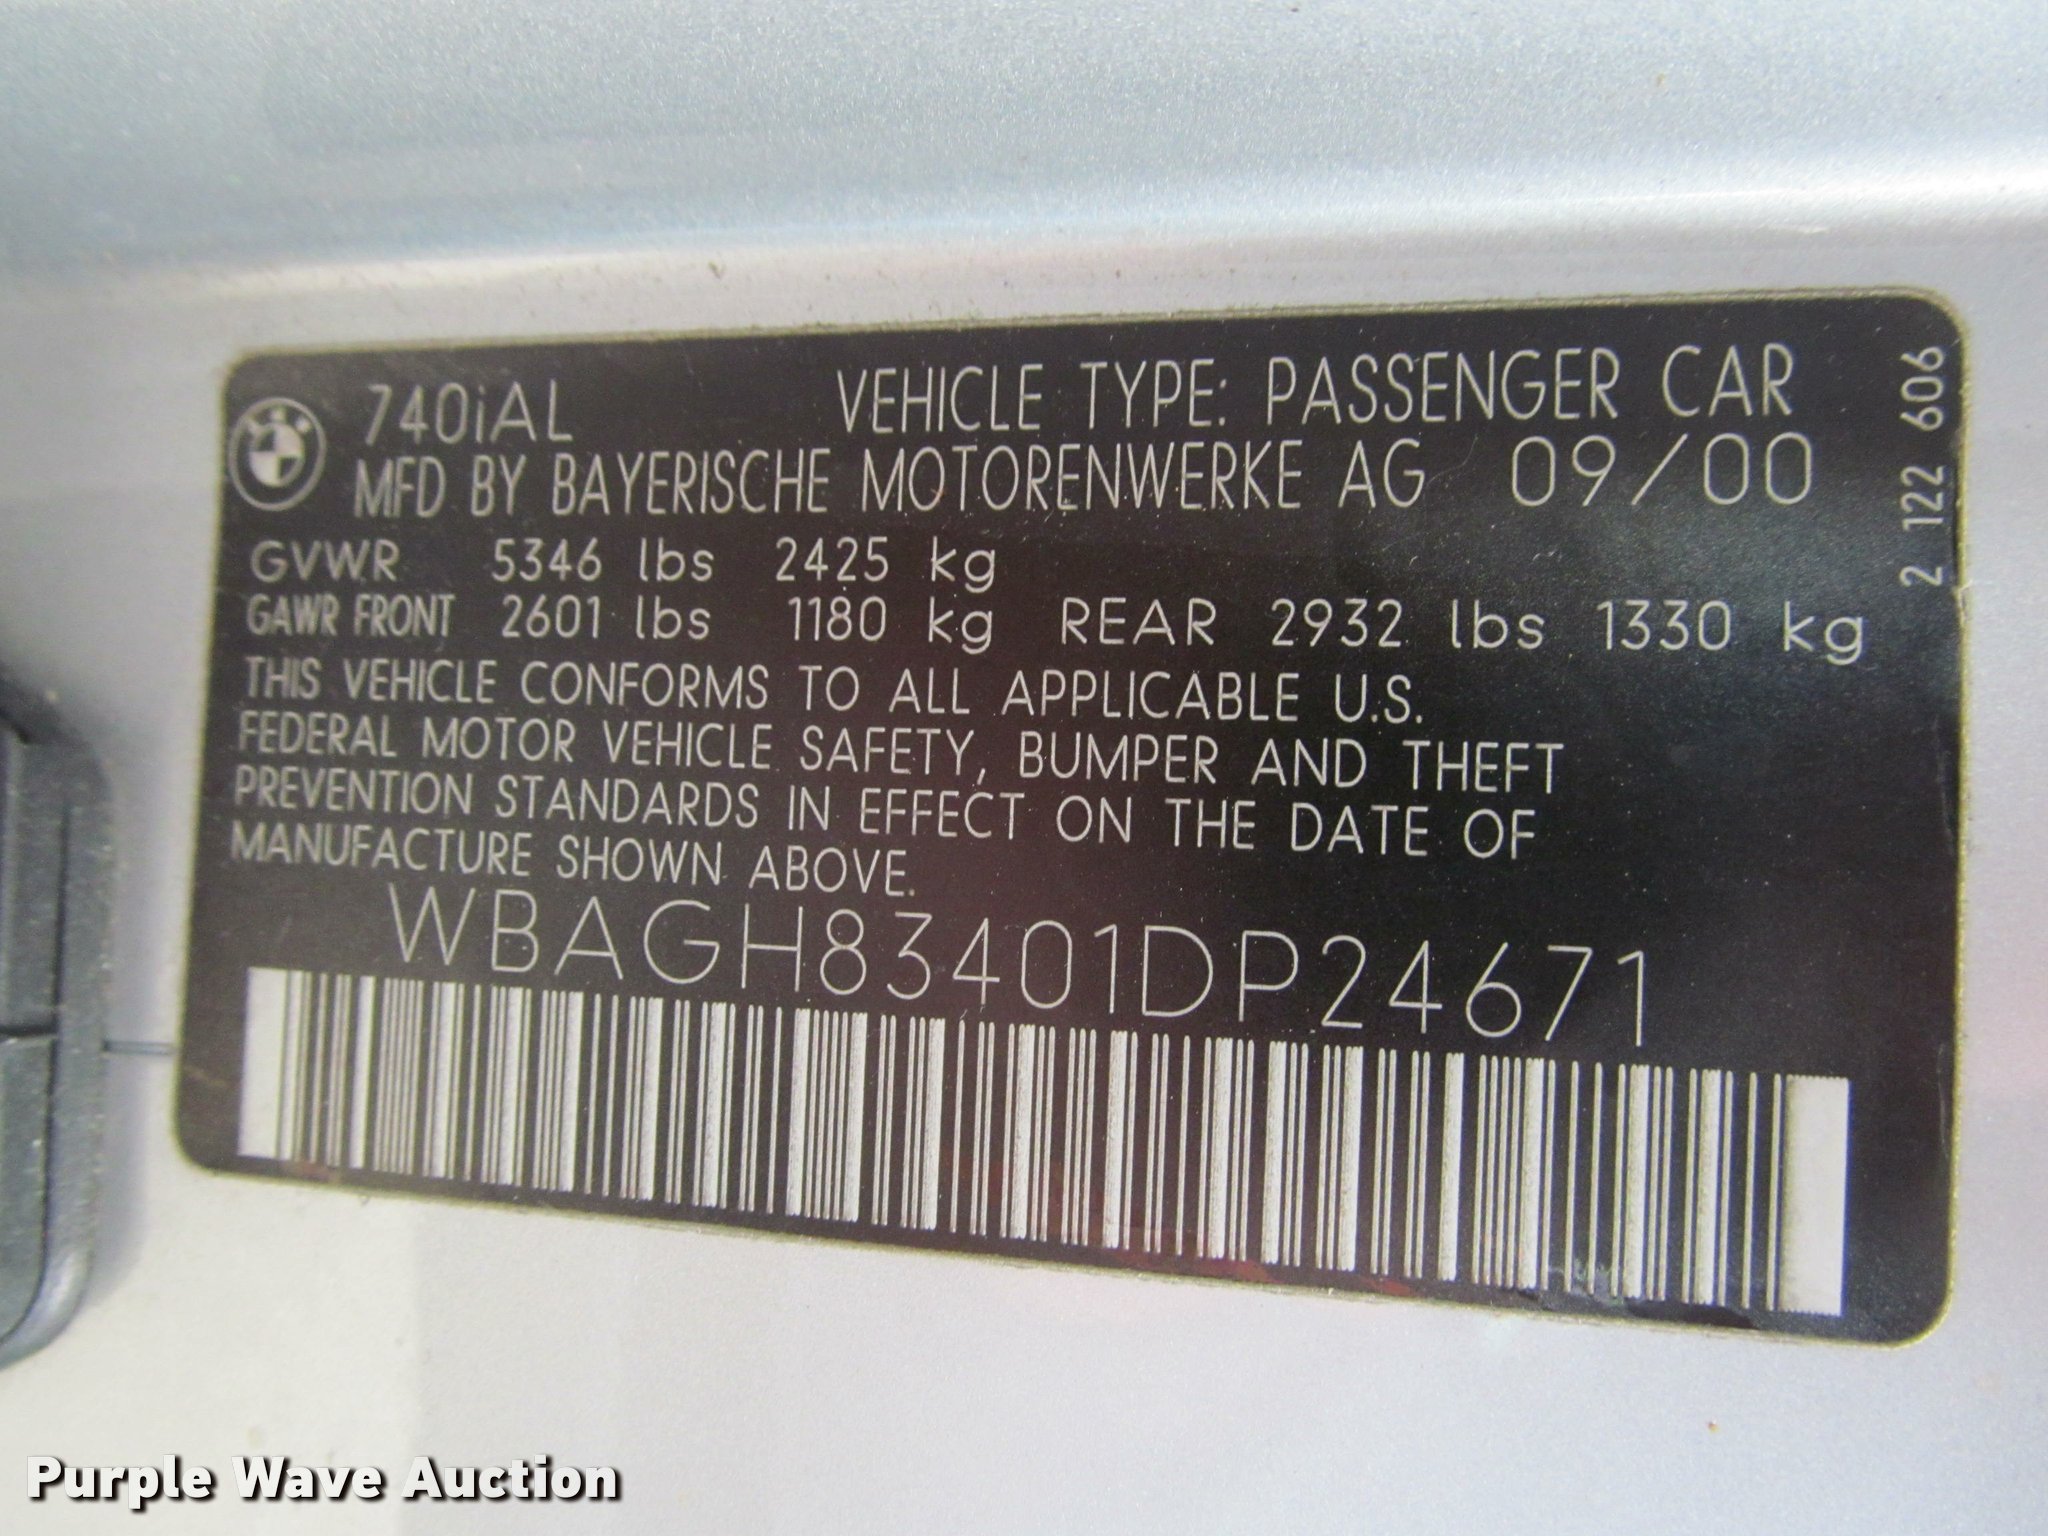 740iAL VEHICLE TYPE: PASSENGER CAR
MFD BY BAYERISCHE MOTORENWERKE AG 09/00
GVWR 5346 lbs 2425 kg
GAWR FRONT 2601 lbs 1180 kg REAR 2932 lbs 1330 kg
THIS VEHICLE CONFORMS TO ALL APPLICABLE U.S.
FEDERAL MOTOR VEHICLE SAFETY, BUMPER AND THEFT
PREVENTION STANDARDS IN EFFECT ON THE DATE OF
MANUFACTURE SHOWN ABOVE.
WBAGH83401DP24671
2 122 606
Purple Wave Auction